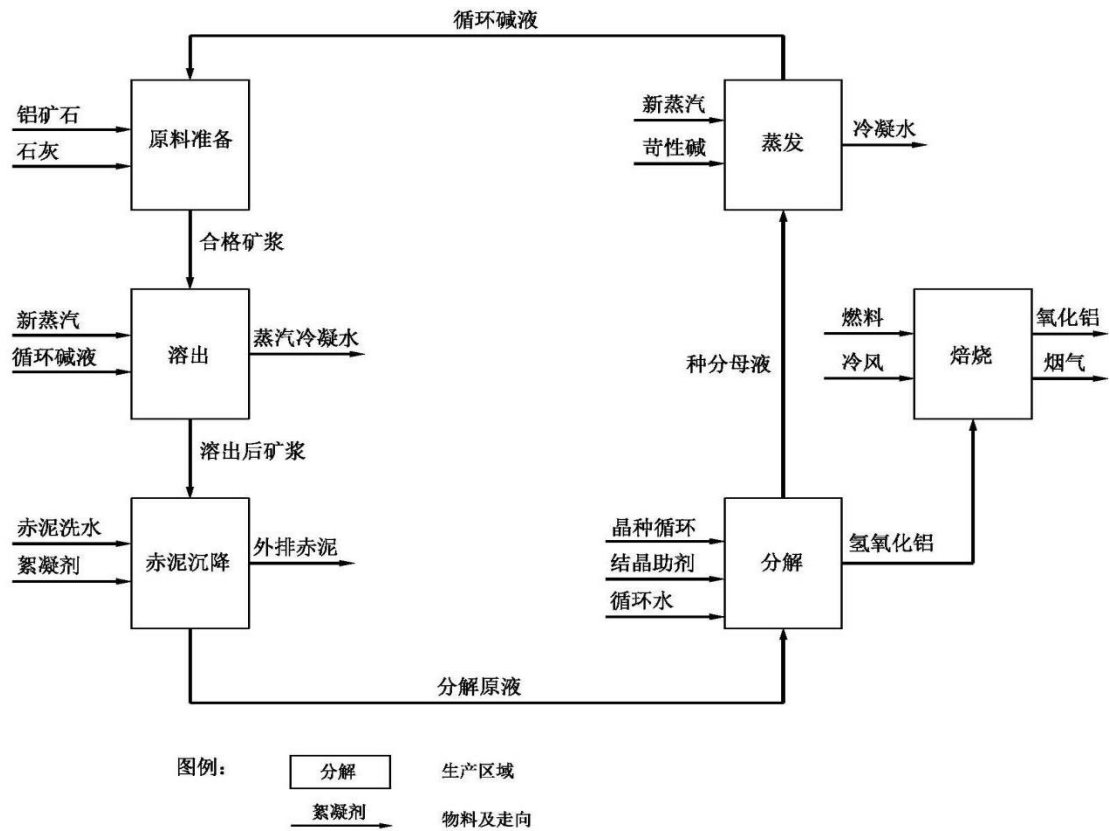 循环碱液
铝矿石
石灰
原料准备
新蒸汽
苛性碱
蒸发
冷凝水
合格矿浆
新蒸汽
循环碱液
溶出
蒸汽冷凝水
种分母液
燃料
冷风
焙烧
氧化铝
烟气
溶出后矿浆
赤泥洗水
絮凝剂
赤泥沉降
外排赤泥
晶种循环
结晶助剂
循环水
分解
氢氧化铝
分解原液
图例：
分解
生产区域
絮凝剂
物料及走向